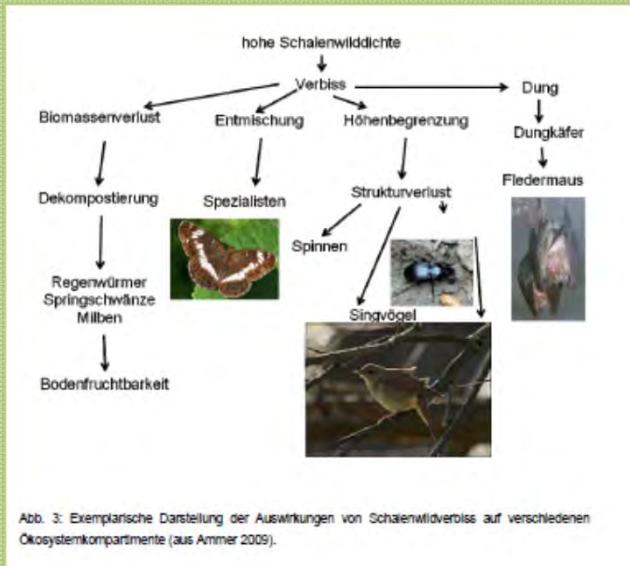 hohe Schalenwilddichte
Verbiss
Dung
Biomassenverlust
Entmischung
Höhenbegrenzung
Dungkäfer
Dekompostierung
Spezialisten
Strukturverlust
Fledermaus
Spinnen
Regenwürmer
Springschwänze
Milben
Singvögel
Bodenfruchtbarkeit
Abb. 3: Exemplarische Darstellung der Auswirkungen von Schalenwildverbiss auf verschiedenen
Ökosystemkompartimente (aus Ammer 2009).